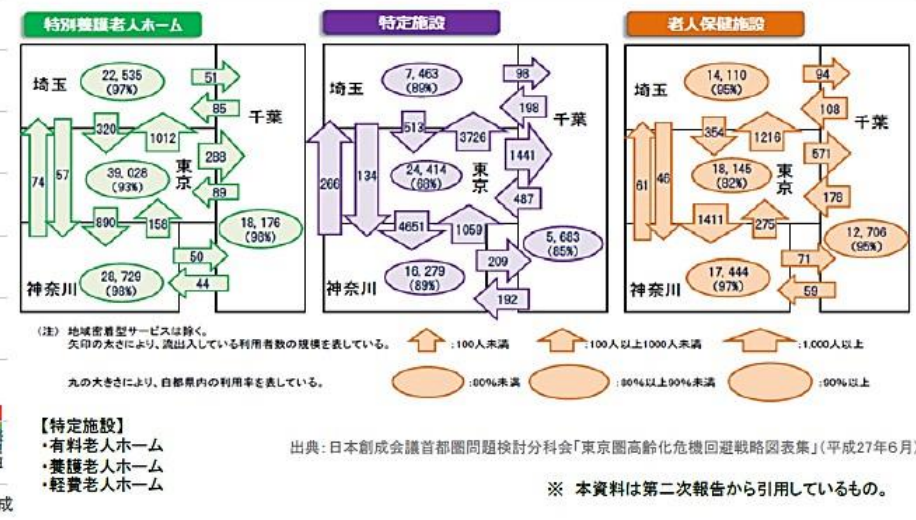 特別養護老人ホーム
埼玉
22,535
(97%)
51
85
千葉
320
1012
74
57
39,028
(93%)
東京
288
89
890
158
18,176
(98%)
50
神奈川
28,729
(98%)
44
特定施設
埼玉
7,463
(89%)
98
198
千葉
513
3726
266
134
24,414
(68%)
東京
1441
487
4651
1059
5,683
(85%)
209
神奈川
16,279
(89%)
192
老人保健施設
埼玉
14,110
(95%)
94
108
千葉
354
1216
61
46
18,145
(82%)
東京
571
178
1411
275
12,706
(95%)
71
神奈川
17,444
(97%)
59
(注) 地域密着型サービスは除く。
矢印の太さにより、流出入している利用者数の規模を表している。
:100人未満
:100人以上1000人未満
:1,000人以上
丸の大きさにより、自都県内の利用率を表している。
:80%未満
:80%以上90%未満
:90%以上
【特定施設】
・有料老人ホーム
・養護老人ホーム
・軽費老人ホーム
出典:日本創成会議首都圏問題検討分科会「東京圏高齢化危機回避戦略図表集」(平成27年6月)
※ 本資料は第二次報告から引用しているもの。
成